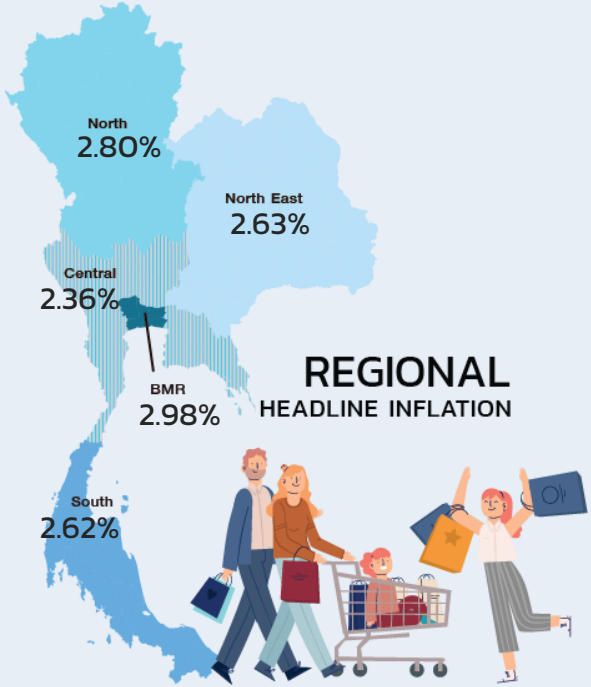 North
2.80%
North East
2.63%
Central
2.36%
BMR
2.98%
REGIONAL
HEADLINE INFLATION
South
2.62%